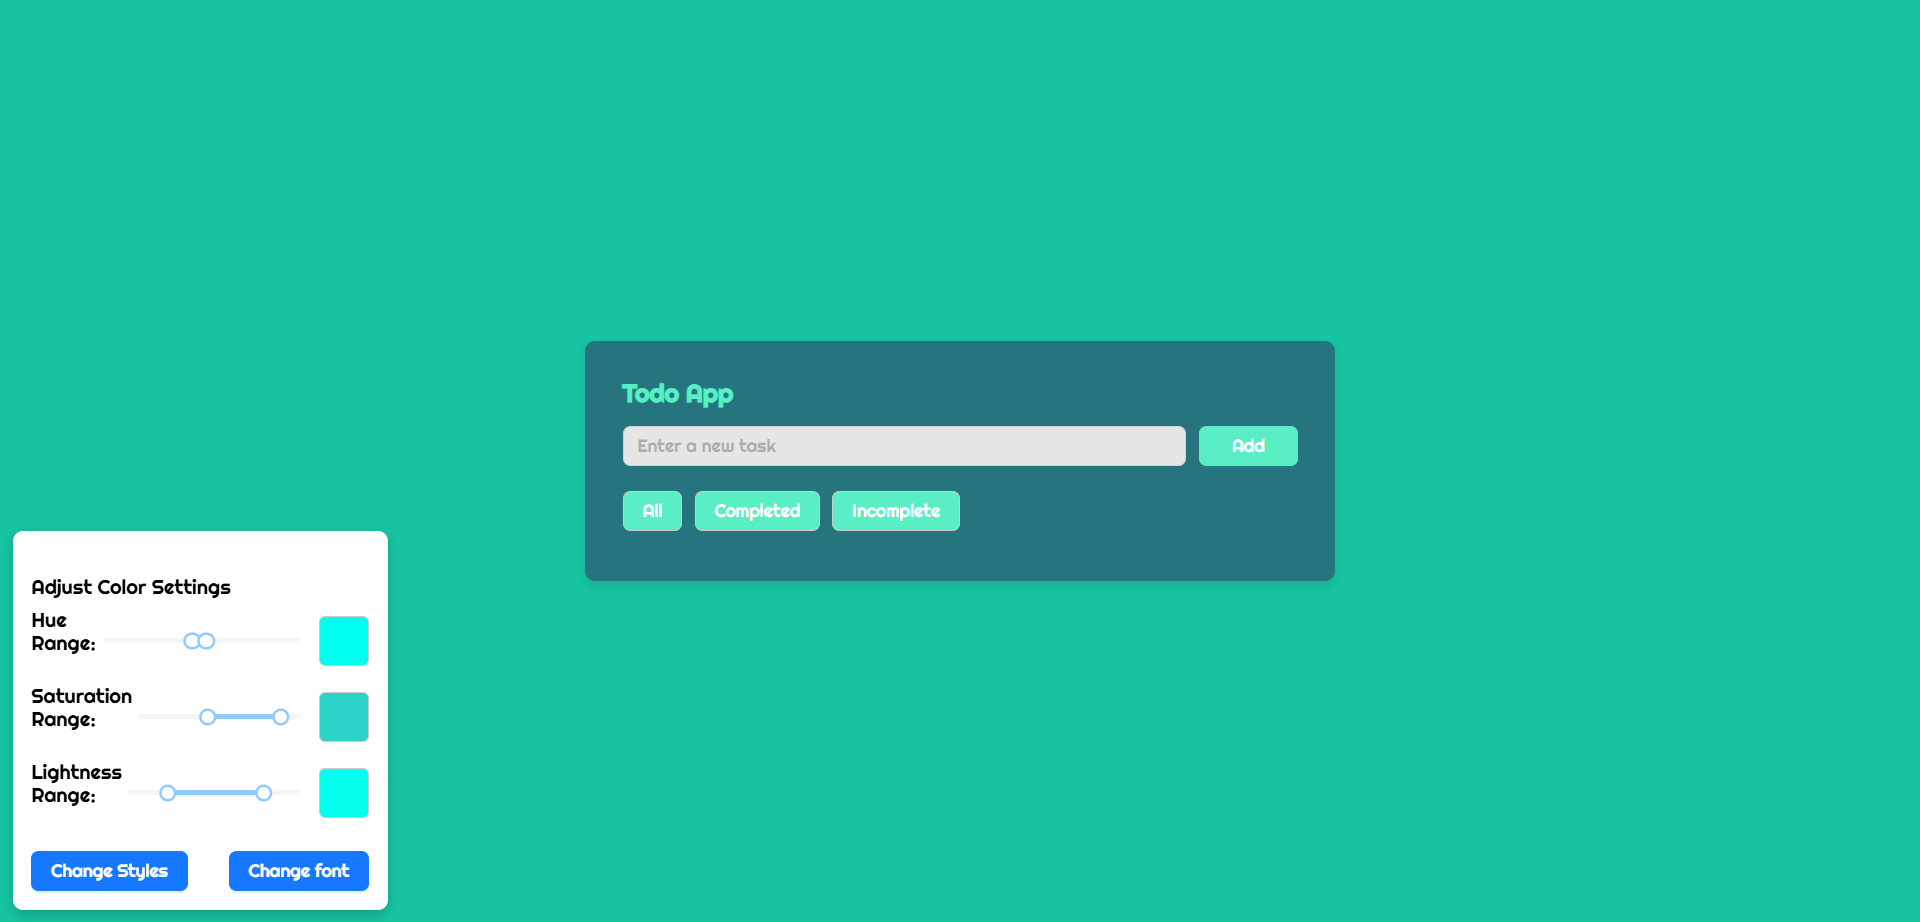 Todo App
Enter a new task
Add
All Completed Incomplete
Adjust Color Settings
Hue
Range:
Saturation
Range:
Lightness
Range:
Change Styles Change font